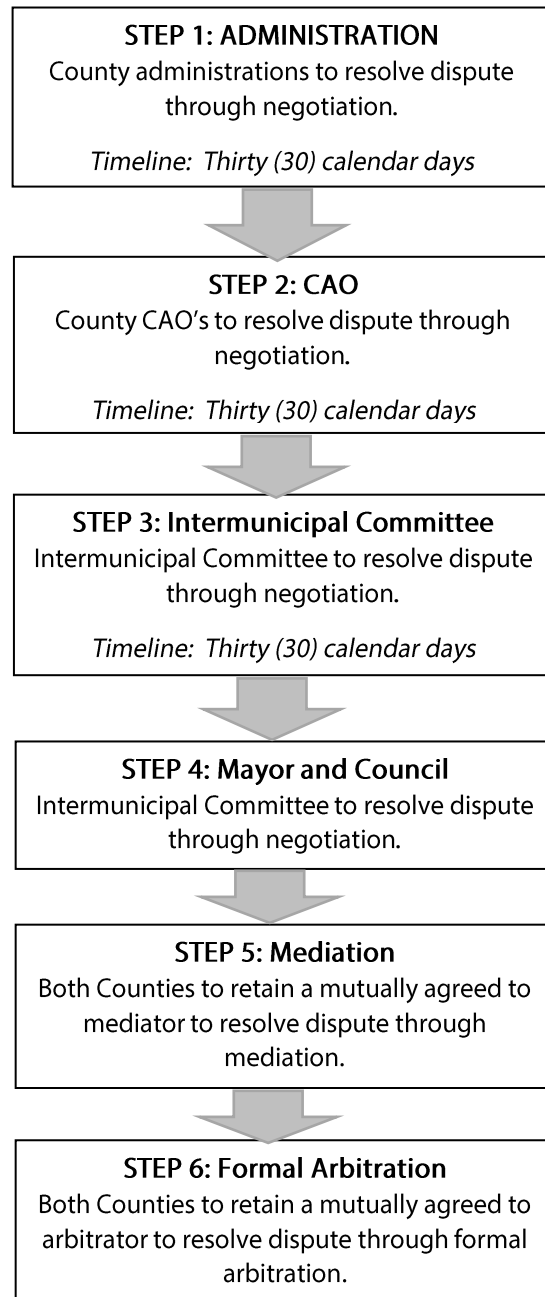 STEP 1: ADMINISTRATION
County administrations to resolve dispute
through negotiation.
Timeline:  Thirty (30) calendar days
STEP 2: CAO
County CAO's to resolve dispute through
negotiation.
Timeline:  Thirty (30) calendar days
STEP 3: Intermunicipal Committee
Intermunicipal Committee to resolve dispute
through negotiation.
Timeline:  Thirty (30) calendar days
STEP 4: Mayor and Council
Intermunicipal Committee to resolve dispute
through negotiation.
STEP 5: Mediation
Both Counties to retain a mutually agreed to
mediator to resolve dispute through
mediation.
STEP 6: Formal Arbitration
Both Counties to retain a mutually agreed to
arbitrator to resolve dispute through formal
arbitration.